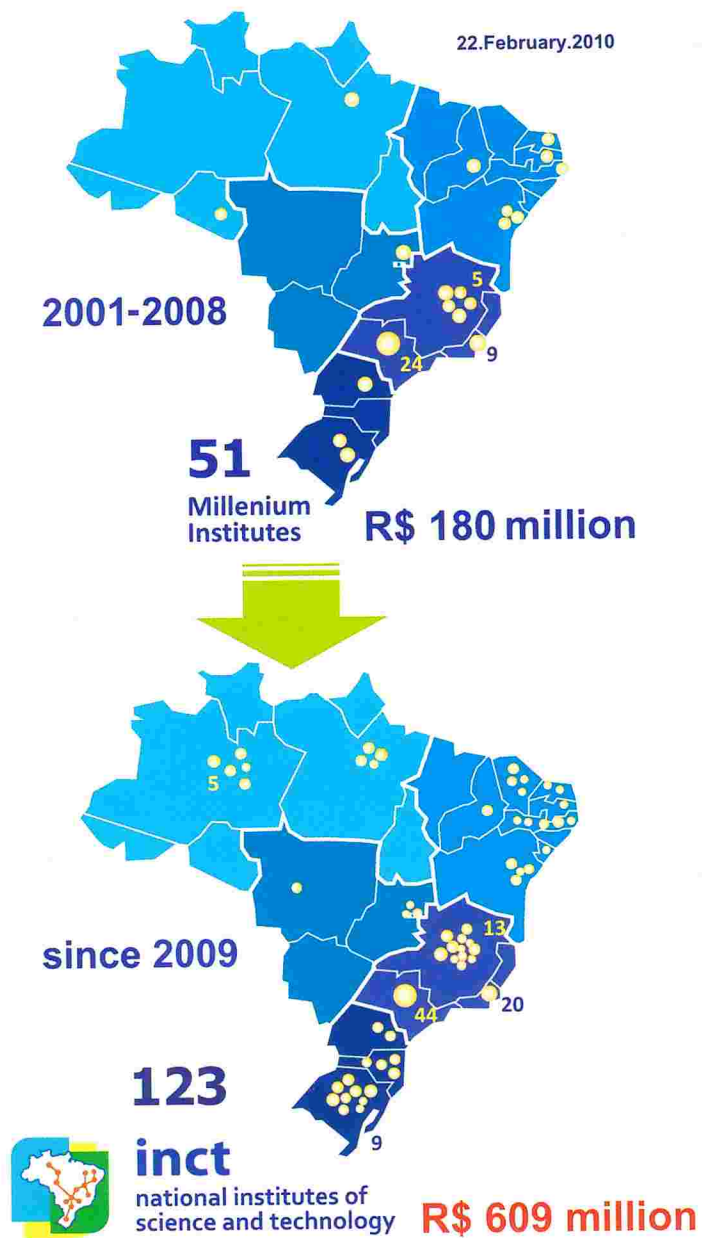 22.February.2010
5
2001-2008
9
24
51
Millenium
Institutes
R$ 180 million
5
13
since 2009
20
44
123
9
inct
national institutes of
science and technology
R$ 609 million